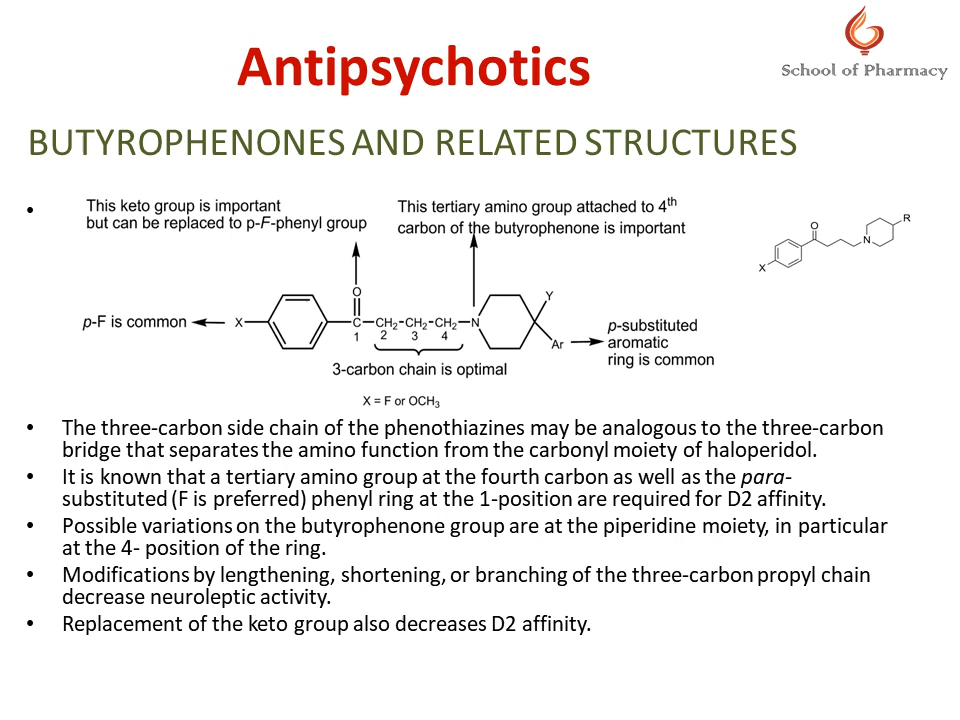 School of Pharmacy
Antipsychotics
BUTYROPHENONES AND RELATED STRUCTURES
• This keto group is important
but can be replaced to p-F-phenyl group
This tertiary amino group attached to 4th
carbon of the butyrophenone is important
O
X
N
R
p-F is common
X
O
C-CH2-CH2-CH2-N
1 2 3 4
Y
Ar
p-substituted
aromatic
ring is common
3-carbon chain is optimal
X = F or OCH3
• The three-carbon side chain of the phenothiazines may be analogous to the three-carbon
bridge that separates the amino function from the carbonyl moiety of haloperidol.
• It is known that a tertiary amino group at the fourth carbon as well as the para-
substituted (F is preferred) phenyl ring at the 1-position are required for D2 affinity.
• Possible variations on the butyrophenone group are at the piperidine moiety, in particular
at the 4- position of the ring.
• Modifications by lengthening, shortening, or branching of the three-carbon propyl chain
decrease neuroleptic activity.
• Replacement of the keto group also decreases D2 affinity.